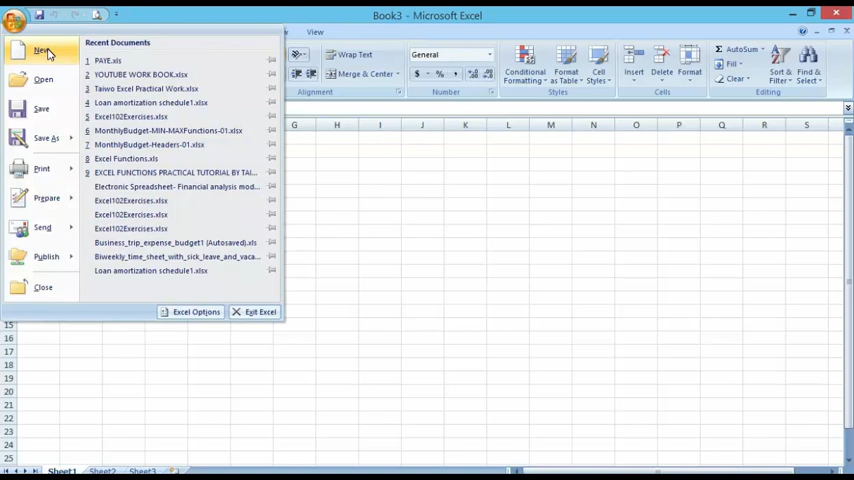 Book3 - Microsoft Excel
View
New
Open
Save
Save As
Print
Prepare
Send
Publish
Close
Recent Documents
1 PAYE.xls
2 YOUTUBE WORK BOOK.xlsx
3 Taiwo Excel Practical Work.xlsx
4 Loan amortization schedule1.xlsx
5 Excel102Exercises.xlsx
6 MonthlyBudget-MIN-MAXFunctions-01.xlsx
7 MonthlyBudget-Headers-01.xlsx
8 Excel Functions.xls
9 EXCEL FUNCTIONS PRACTICAL TUTORIAL BY TAI...
Electronic Spreadsheet- Financial analysis mod...
Excel102Exercises.xlsx
Excel102Exercises.xlsx
Excel102Exercises.xlsx
Business_trip_expense_budget1 (Autosaved).xls
Biweekly_time_sheet_with_sick_leave_and_vaca...
Loan amortization schedule1.xlsx
Excel Options
Exit Excel
Wrap Text
Merge & Center
Alignment
General
$ % ,
Number
Conditional Formatting
Format as Table
Cell Styles
Styles
Insert
Delete
Format
Cells
AutoSum
Fill
Clear
Sort & Filter
Find & Select
Editing
G H I J K L M N O P Q R S
15
16
17
18
19
20
21
22
23
24
25
Sheet1 Sheet2 Sheet3